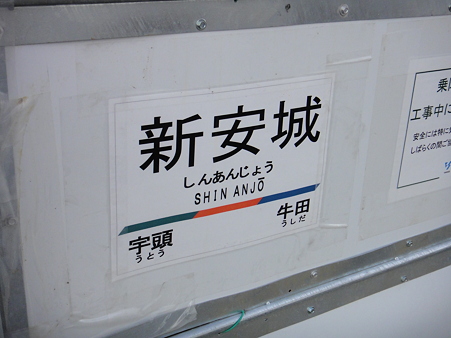 新安城
しんあんじょう
SHIN ANJŌ
宇頭
うとう
牛田
うしだ
工事中に
安全には特に
しばらくの間ご